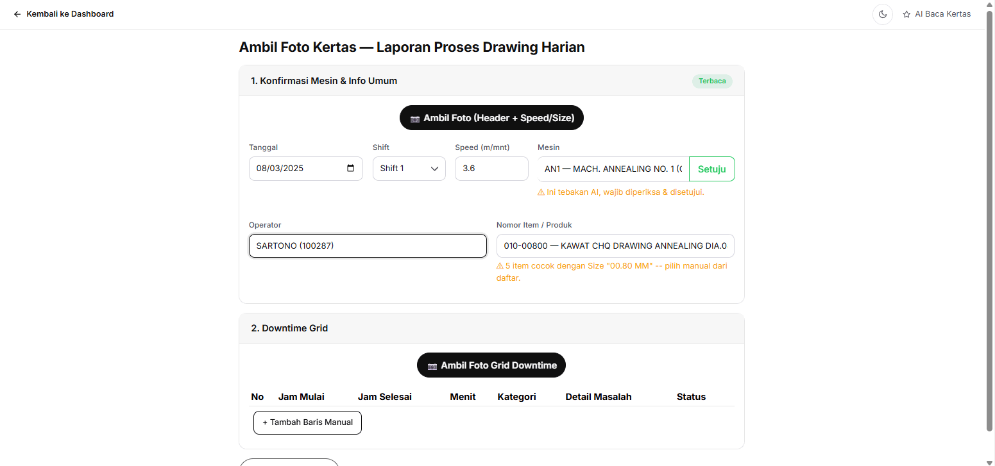 ← Kembali ke Dashboard
AI Baca Kertas
Ambil Foto Kertas — Laporan Proses Drawing Harian
1. Konfirmasi Mesin & Info Umum
Terbaca
Ambil Foto (Header + Speed/Size)
Tanggal Shift Speed (m/mnt) Mesin
08/03/2025 Shift 1 3.6 AN1 — MACH. ANNEALING NO. 1 (C Setuju
⚠ Ini tebakan AI, wajib diperiksa & disetujui.
Operator Nomor Item / Produk
SARTONO (100287) 010-00800 — KAWAT CHQ DRAWING ANNEALING DIA.0
⚠ 5 item cocok dengan Size "00.80 MM" -- pilih manual dari
daftar.
2. Downtime Grid
Ambil Foto Grid Downtime
No Jam Mulai Jam Selesai Menit Kategori Detail Masalah Status
+ Tambah Baris Manual